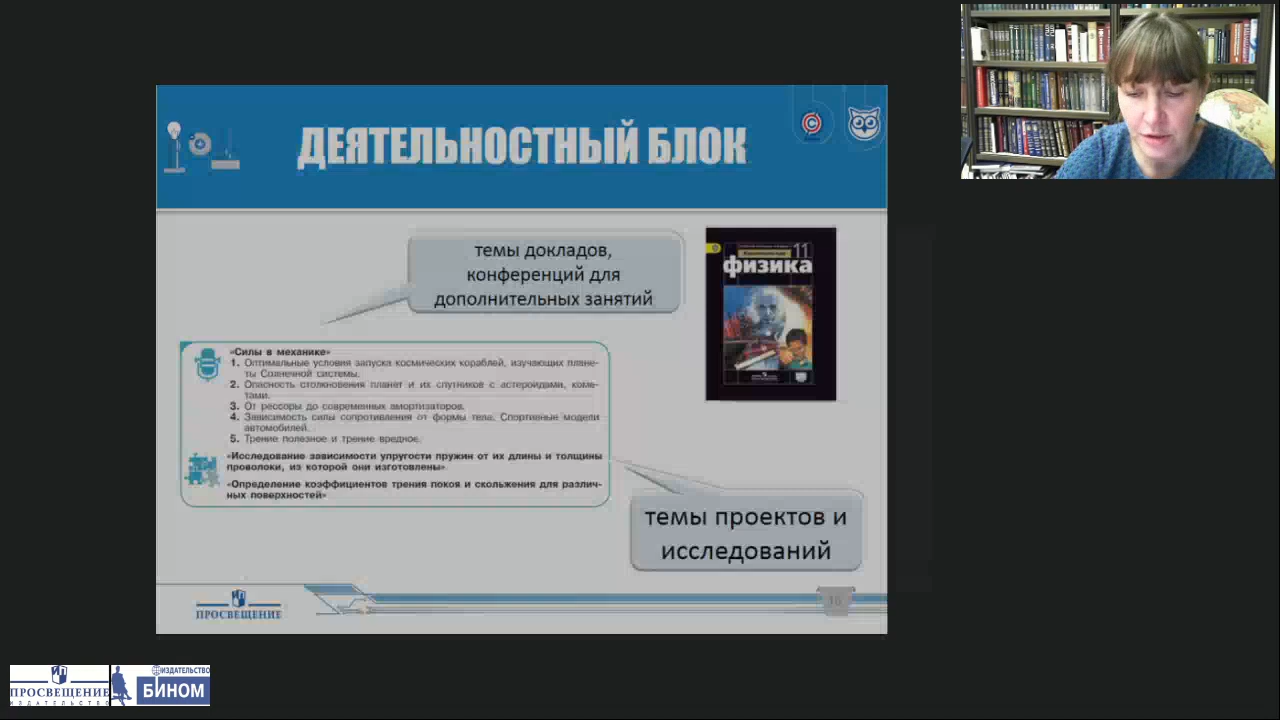 ДЕЯТЕЛЬНОСТНЫЙ БЛОК
темы докладов,
конференций для
дополнительных занятий
11
физика
«Силы в механике»
1. Оптимальные условия запуска космических кораблей, изучающих плане-
ты Солнечной системы.
2. Опасность столкновения планет и их спутников с астероидами, коме-
тами.
3. От рессоры до современных амортизаторов.
4. Зависимость силы сопротивления от формы тела. Спортивные модели
автомобилей.
5. Трение полезное и трение вредное.
«Исследование зависимости упругости пружин от их длины и толщины
проволоки, из которой они изготовлены»
«Определение коэффициентов трения покоя и скольжения для различ-
ных поверхностей»
темы проектов и
исследований
ПРОСВЕЩЕНИЕ
16
ПРОСВЕЩЕНИЕ
ИЗДАТЕЛЬСТВО
ИЗДАТЕЛЬСТВО
БИНОМ